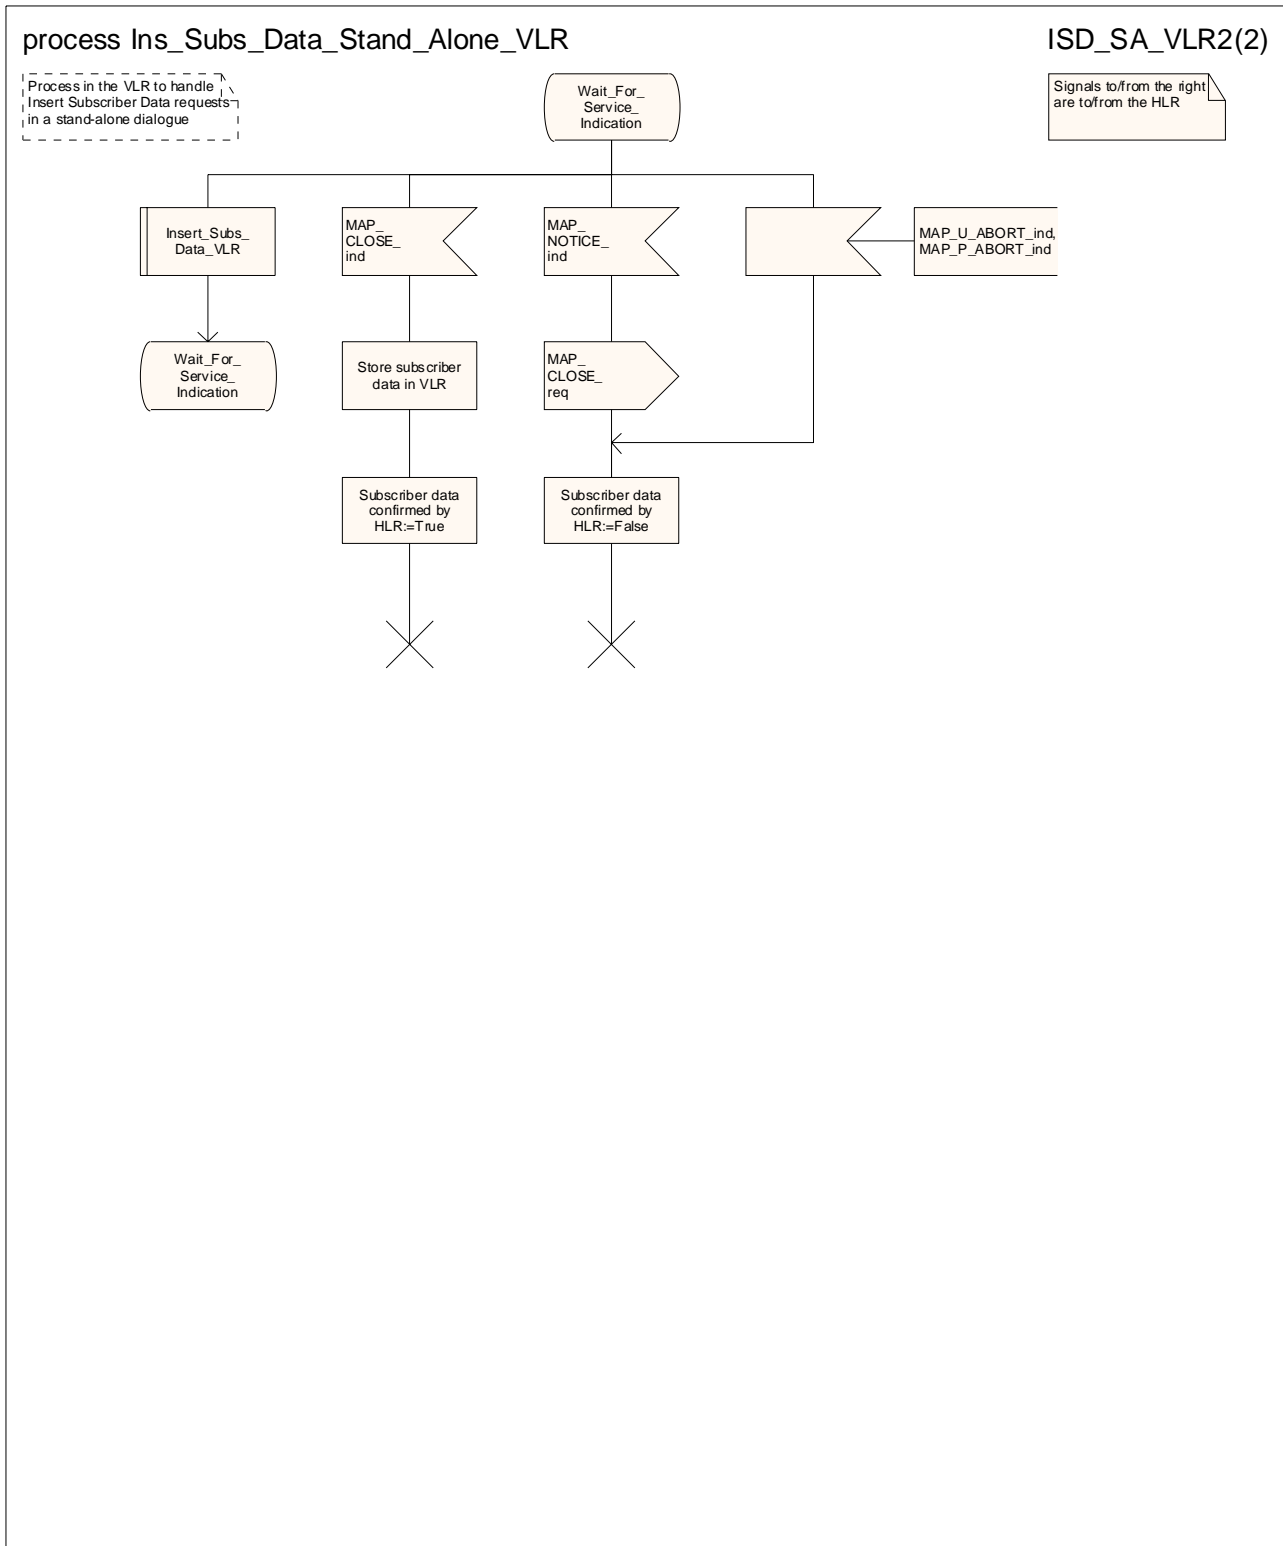 process Ins_Subs_Data_Stand_Alone_VLR
ISD_SA_VLR2(2)
Process in the VLR to handle
Insert Subscriber Data requests
in a stand-alone dialogue
Wait_For_
Service_
Indication
Signals to/from the right
are to/from the HLR
Insert_Subs_
Data_VLR
MAP_
CLOSE_
ind
MAP_
NOTICE_
ind
MAP_U_ABORT_ind,
MAP_P_ABORT_ind
Wait_For_
Service_
Indication
Store subscriber
data in VLR
MAP_
CLOSE_
req
Subscriber data
confirmed by
HLR:=True
Subscriber data
confirmed by
HLR:=False